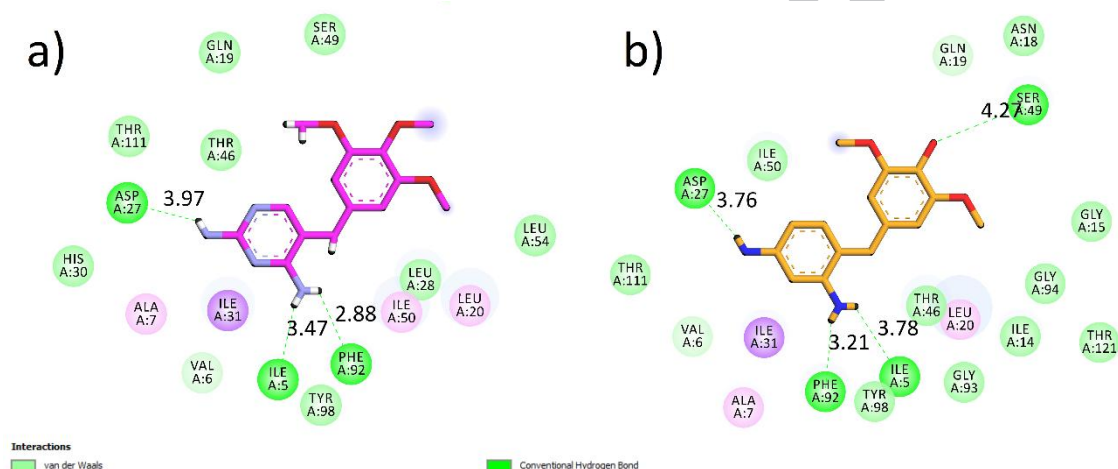 a)
SER
A:49
GLN
A:19
THR
A:111
THR
A:46
ASP
A:27
3.97
HIS
A:30
ALA
A:7
ILE
A:31
VAL
A:6
3.47
2.88
ILE
A:5
PHE
A:92
TYR
A:98
LEU
A:28
ILE
A:50
LEU
A:20
LEU
A:54
b)
ASN
A:18
GLN
A:19
SER
A:49
4.27
ILE
A:50
ASP
A:27
3.76
GLY
A:15
THR
A:111
GLY
A:94
THR
A:46
LEU
A:20
VAL
A:6
ILE
A:31
3.21
3.78
ILE
A:14
THR
A:121
PHE
A:92
ILE
A:5
TYR
A:98
GLY
A:93
ALA
A:7
Interactions
van der Waals
Conventional Hydrogen Bond